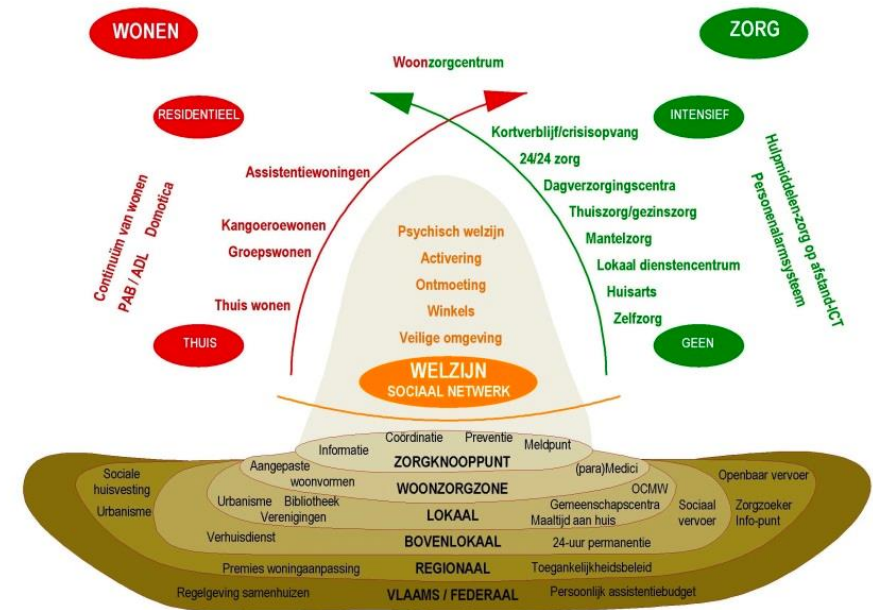 WONEN
ZORG
Woonzorgcentrum
RESIDENTIEEL
INTENSIEF
Kortverblijf/crisisopvang
24/24 zorg
Assistentiewoningen
Dagverzorgingscentra
Thuiszorg/gezinszorg
Kangoeroewonen
Groepswonen
Mantelzorg
Lokaal dienstencentrum
Huisarts
Thuis wonen
Zelfzorg
Continuüm van wonen
PAB / ADL Domotica
Hulpmiddelen-zorg op afstand-ICT
Personenalarmsysteem
Psychisch welzijn
Activering
Ontmoeting
Winkels
Veilige omgeving
THUIS
GEEN
WELZIJN
SOCIAAL NETWERK
Informatie Coördinatie Preventie Meldpunt
ZORGKNOOPPUNT
Aangepaste
woonvormen
(para)Medici
WOONZORGZONE
OCMW
Sociale
huisvesting
Urbanisme
Openbaar vervoer
Urbanisme Bibliotheek
Verenigingen
LOKAAL
Gemeenschapscentra
Maaltijd aan huis
Sociaal
vervoer
Zorgzoeker
Info-punt
Verhuisdienst
BOVENLOKAAL
24-uur permanentie
Premies woningaanpassing
REGIONAAL
Toegankelijkheidsbeleid
Regelgeving samenhuizen
VLAAMS / FEDERAAL
Persoonlijk assistentiebudget